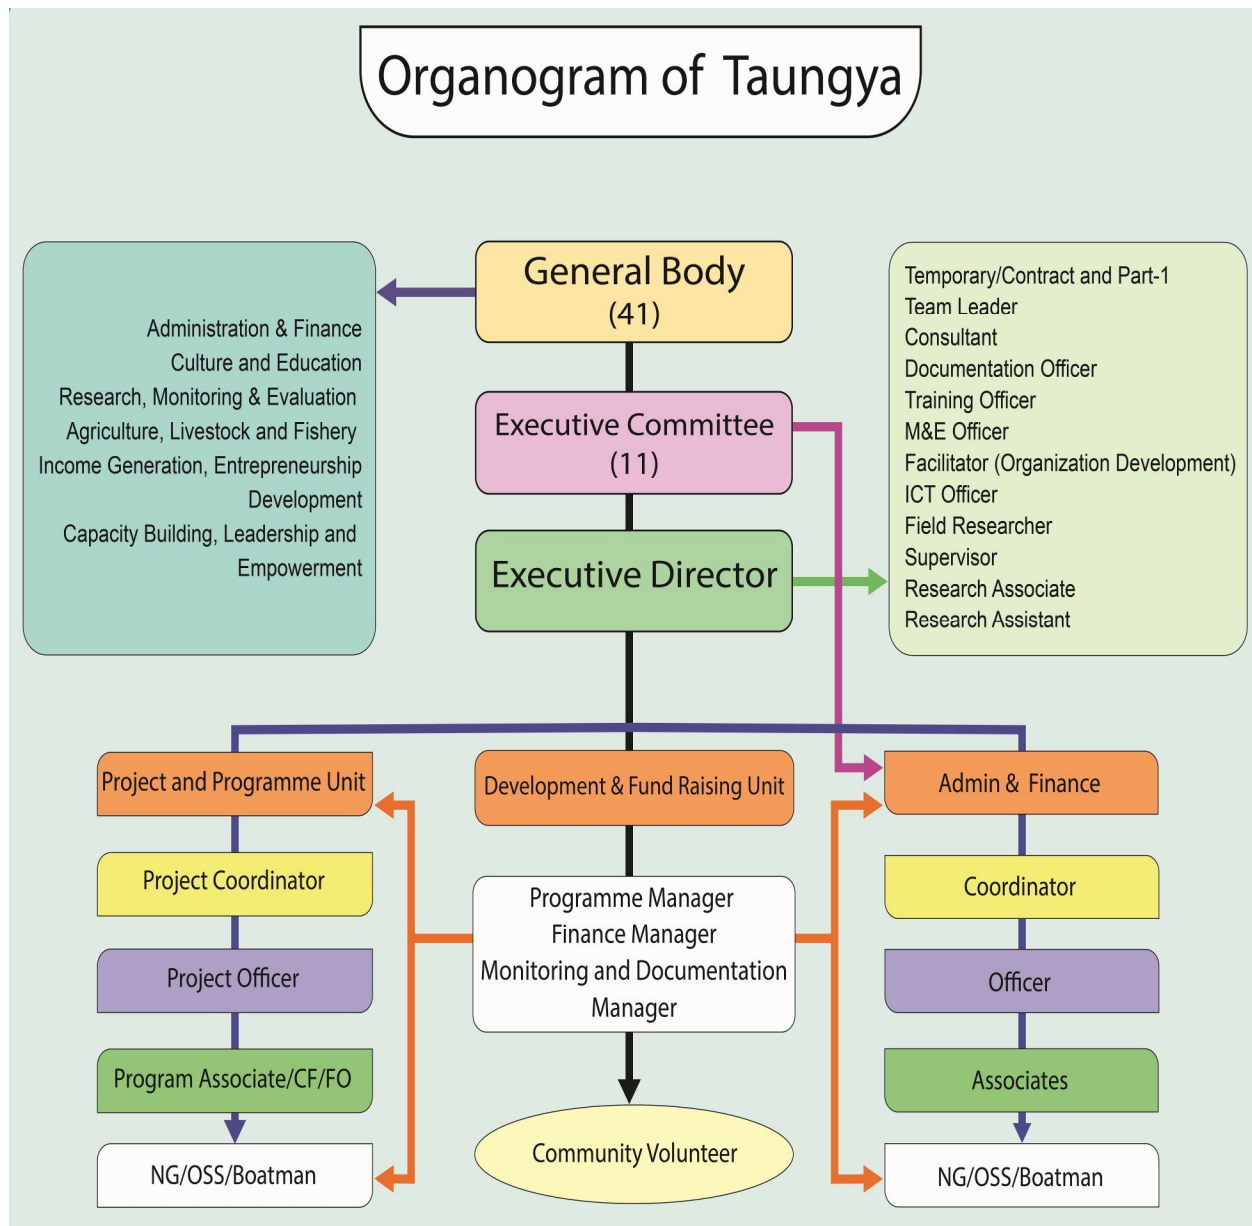 Organogram of Taungya
General Body
(41)
Administration & Finance
Culture and Education
Research, Monitoring & Evaluation
Agriculture, Livestock and Fishery
Income Generation, Entrepreneurship
Development
Capacity Building, Leadership and
Empowerment
Executive Committee
(11)
Executive Director
Temporary/Contract and Part-1
Team Leader
Consultant
Documentation Officer
Training Officer
M&E Officer
Facilitator (Organization Development)
ICT Officer
Field Researcher
Supervisor
Research Associate
Research Assistant
Project and Programme Unit
Project Coordinator
Project Officer
Program Associate/CF/FO
NG/OSS/Boatman
Development & Fund Raising Unit
Programme Manager
Finance Manager
Monitoring and Documentation
Manager
Community Volunteer
Admin & Finance
Coordinator
Officer
Associates
NG/OSS/Boatman